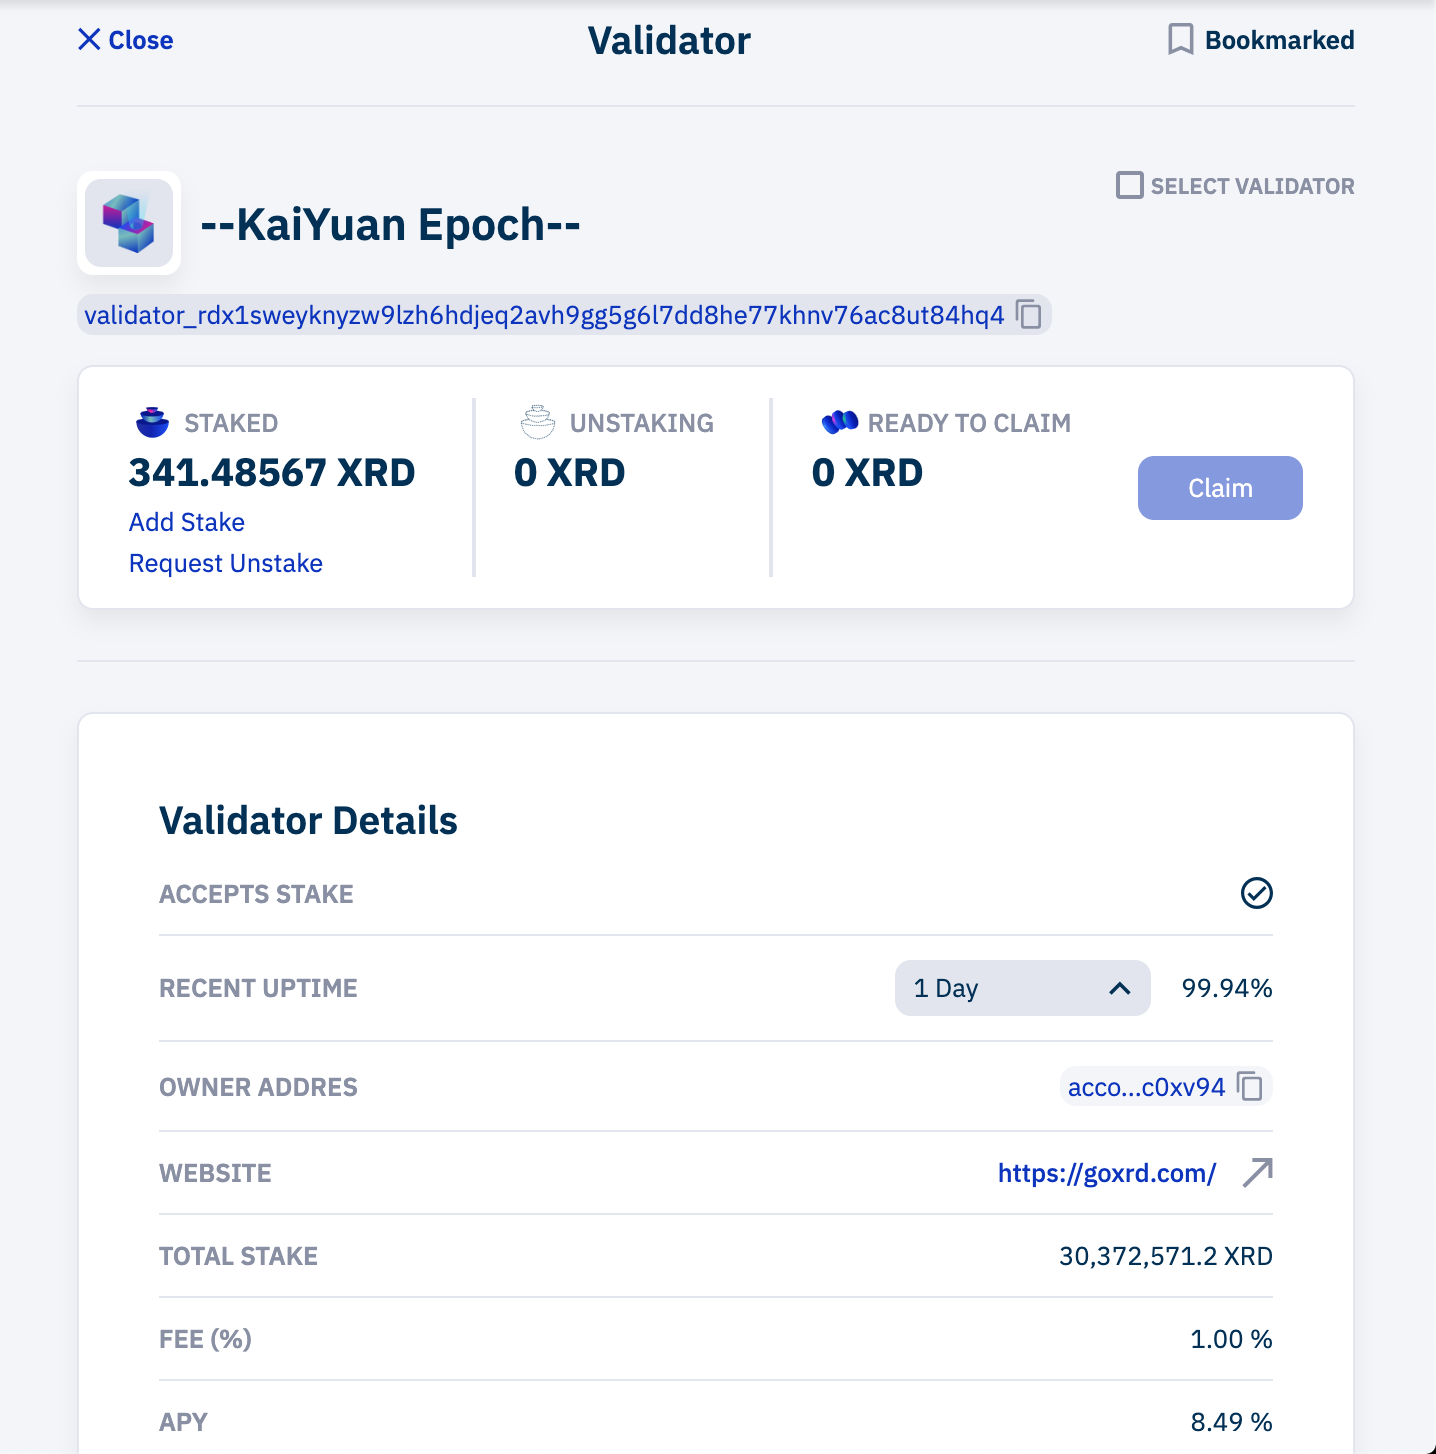 Close
Validator
Bookmarked
SELECT VALIDATOR
--KaiYuan Epoch--
validator_rdx1sweyknyzw9lzh6hdjeq2avh9gg5g6l7dd8he77khnv76ac8ut84hq4
STAKED
341.48567 XRD
Add Stake
Request Unstake
UNSTAKING
0 XRD
READY TO CLAIM
0 XRD
Claim
Validator Details
ACCEPTS STAKE
RECENT UPTIME 1 Day 99.94%
OWNER ADDRES acco...c0xv94
WEBSITE https://goxrd.com/
TOTAL STAKE 30,372,571.2 XRD
FEE (%) 1.00 %
APY 8.49 %